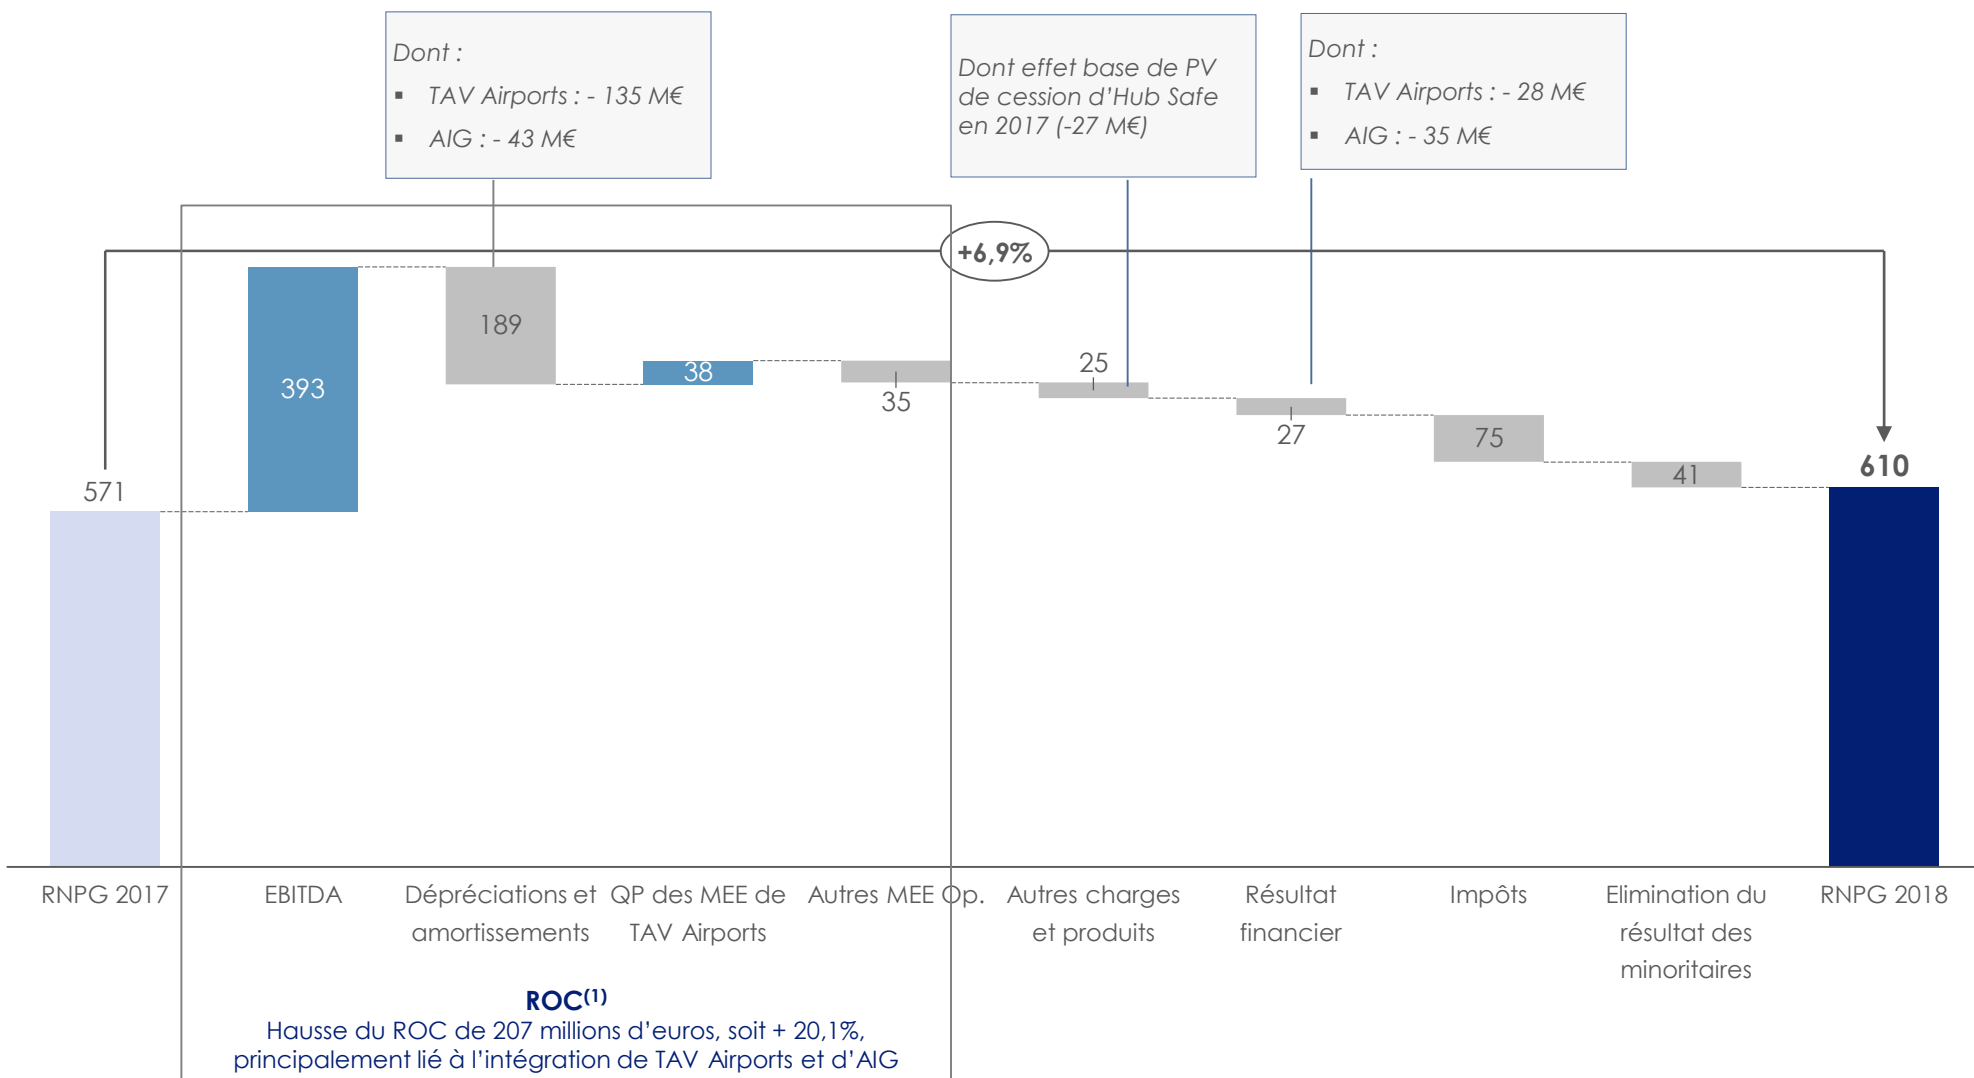 Dont :
▪ TAV Airports : - 135 M€
▪ AIG : - 43 M€
Dont effet base de PV
de cession d'Hub Safe
en 2017 (-27 M€)
Dont :
▪ TAV Airports : - 28 M€
▪ AIG : - 35 M€
+6,9%
571
393
189
38
35
25
27
75
41
610
RNPG 2017
EBITDA
Dépréciations et
amortissements
QP des MEE de
TAV Airports
Autres MEE Op.
Autres charges
et produits
Résultat
financier
Impôts
Elimination du
résultat des
minoritaires
RNPG 2018
ROC(1)
Hausse du ROC de 207 millions d'euros, soit + 20,1%,
principalement lié à l'intégration de TAV Airports et d'AIG